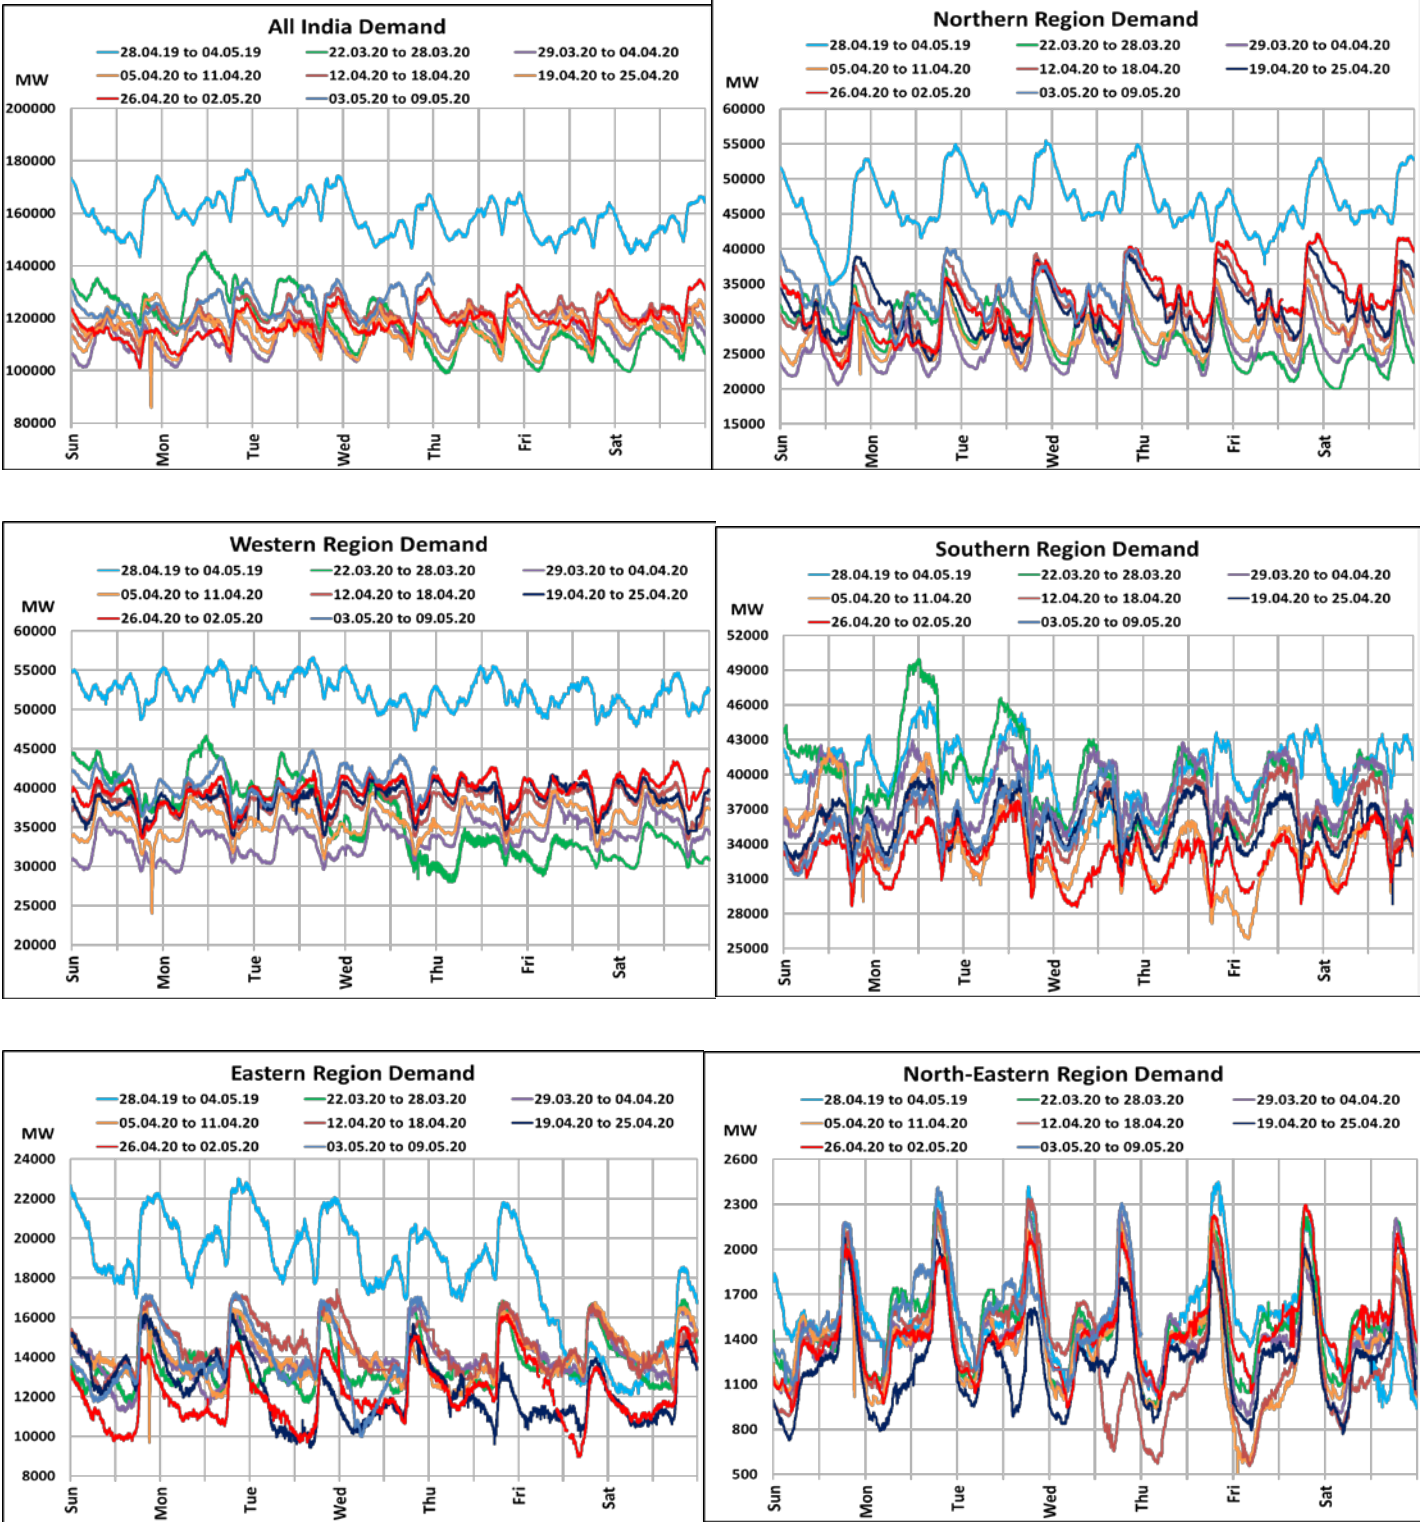 All India Demand
28.04.19 to 04.05.19 22.03.20 to 28.03.20 29.03.20 to 04.04.20
05.04.20 to 11.04.20 12.04.20 to 18.04.20 19.04.20 to 25.04.20
26.04.20 to 02.05.20 03.05.20 to 09.05.20
MW
200000
180000
160000
140000
120000
100000
80000
Sun Mon Tue Wed Thu Fri Sat
Northern Region Demand
28.04.19 to 04.05.19 22.03.20 to 28.03.20 29.03.20 to 04.04.20
05.04.20 to 11.04.20 12.04.20 to 18.04.20 19.04.20 to 25.04.20
26.04.20 to 02.05.20 03.05.20 to 09.05.20
MW
60000
55000
50000
45000
40000
35000
30000
25000
20000
15000
Sun Mon Tue Wed Thu Fri Sat
Western Region Demand
28.04.19 to 04.05.19 22.03.20 to 28.03.20 29.03.20 to 04.04.20
05.04.20 to 11.04.20 12.04.20 to 18.04.20 19.04.20 to 25.04.20
26.04.20 to 02.05.20 03.05.20 to 09.05.20
MW
60000
55000
50000
45000
40000
35000
30000
25000
20000
Sun Mon Tue Wed Thu Fri Sat
Southern Region Demand
28.04.19 to 04.05.19 22.03.20 to 28.03.20 29.03.20 to 04.04.20
05.04.20 to 11.04.20 12.04.20 to 18.04.20 19.04.20 to 25.04.20
26.04.20 to 02.05.20 03.05.20 to 09.05.20
MW
52000
49000
46000
43000
40000
37000
34000
31000
28000
25000
Sun Mon Tue Wed Thu Fri Sat
Eastern Region Demand
28.04.19 to 04.05.19 22.03.20 to 28.03.20 29.03.20 to 04.04.20
05.04.20 to 11.04.20 12.04.20 to 18.04.20 19.04.20 to 25.04.20
26.04.20 to 02.05.20 03.05.20 to 09.05.20
MW
24000
22000
20000
18000
16000
14000
12000
10000
8000
Sun Mon Tue Wed Thu Fri Sat
North-Eastern Region Demand
28.04.19 to 04.05.19 22.03.20 to 28.03.20 29.03.20 to 04.04.20
05.04.20 to 11.04.20 12.04.20 to 18.04.20 19.04.20 to 25.04.20
26.04.20 to 02.05.20 03.05.20 to 09.05.20
MW
2600
2300
2000
1700
1400
1100
800
500
Sun Mon Tue Wed Thu Fri Sat